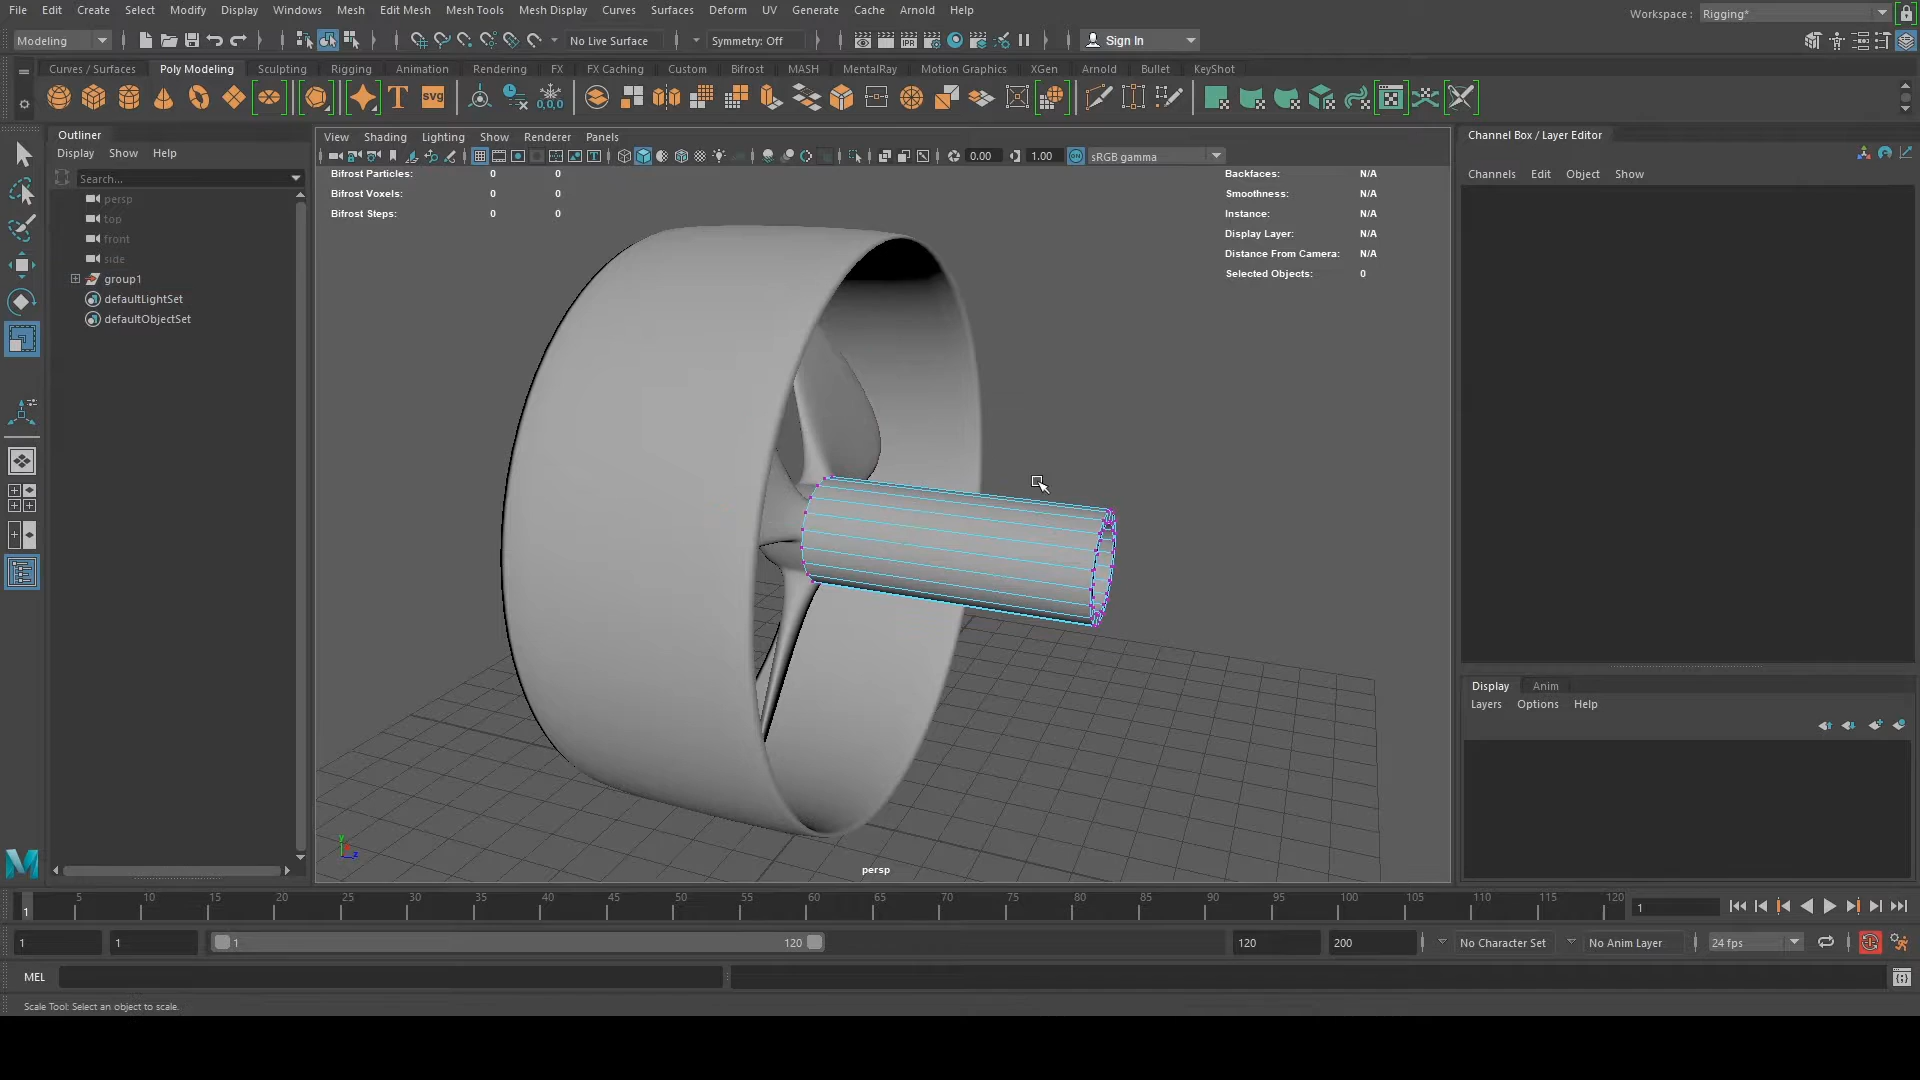 File Edit Create Select Modify Display Windows Mesh Edit Mesh Mesh Tools Mesh Display Curves Surfaces Deform UV Generate Cache Arnold Help Workspace : Rigging*
Modeling No Live Surface Symmetry: Off Sign In
Curves / Surfaces Poly Modeling Sculpting Rigging Animation Rendering FX FX Caching Custom Bifrost MASH MentalRay Motion Graphics XGen Arnold Bullet KeyShot
T svg 0,0,0
Outliner
Display Show Help
Search...
persp
top
front
side
group1
defaultLightSet
defaultObjectSet
View Shading Lighting Show Renderer Panels
0.00 1.00 sRGB gamma
Bifrost Particles: 0 0
Bifrost Voxels: 0 0
Bifrost Steps: 0 0
Backfaces: N/A
Smoothness: N/A
Instance: N/A
Display Layer: N/A
Distance From Camera: N/A
Selected Objects: 0
y
z
persp
Channel Box / Layer Editor
Channels Edit Object Show
Display Anim
Layers Options Help
1 5 10 15 20 25 30 35 40 45 50 55 60 65 70 75 80 85 90 95 100 105 110 115 120 1
1 1 1 120 120 200 No Character Set No Anim Layer 24 fps
MEL
Scale Tool: Select an object to scale.